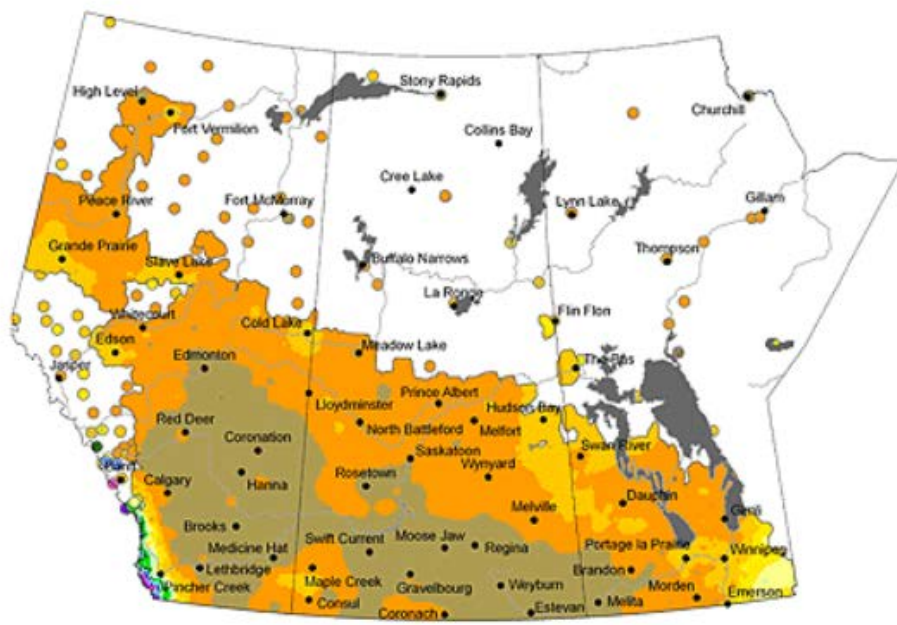 Stony Rapids
High Level
Churchill
Fort Vermilion
Collins Bay
Cree Lake
Peace River
Fort McMurray
Lynn Lake
Gillam
Grande Prairie
Slave Lake
Buffalo Narrows
Thompson
La Ronge
Whitecourt
Cold Lake
Flin Flon
Edson
Edmonton
Meadow Lake
The Pas
Jasper
Lloydminster
Prince Albert
Hudson Bay
Red Deer
North Battleford
Melfort
Coronation
Saskatoon
Swan River
Banff
Calgary
Hanna
Rosetown
Wynyard
Dauphin
Melville
Gimli
Brooks
Swift Current
Moose Jaw
Regina
Medicine Hat
Portage la Prairie
Winnipeg
Lethbridge
Maple Creek
Brandon
Pincher Creek
Gravelbourg
Weyburn
Morden
Consul
Coronach
Estevan
Melita
Emerson